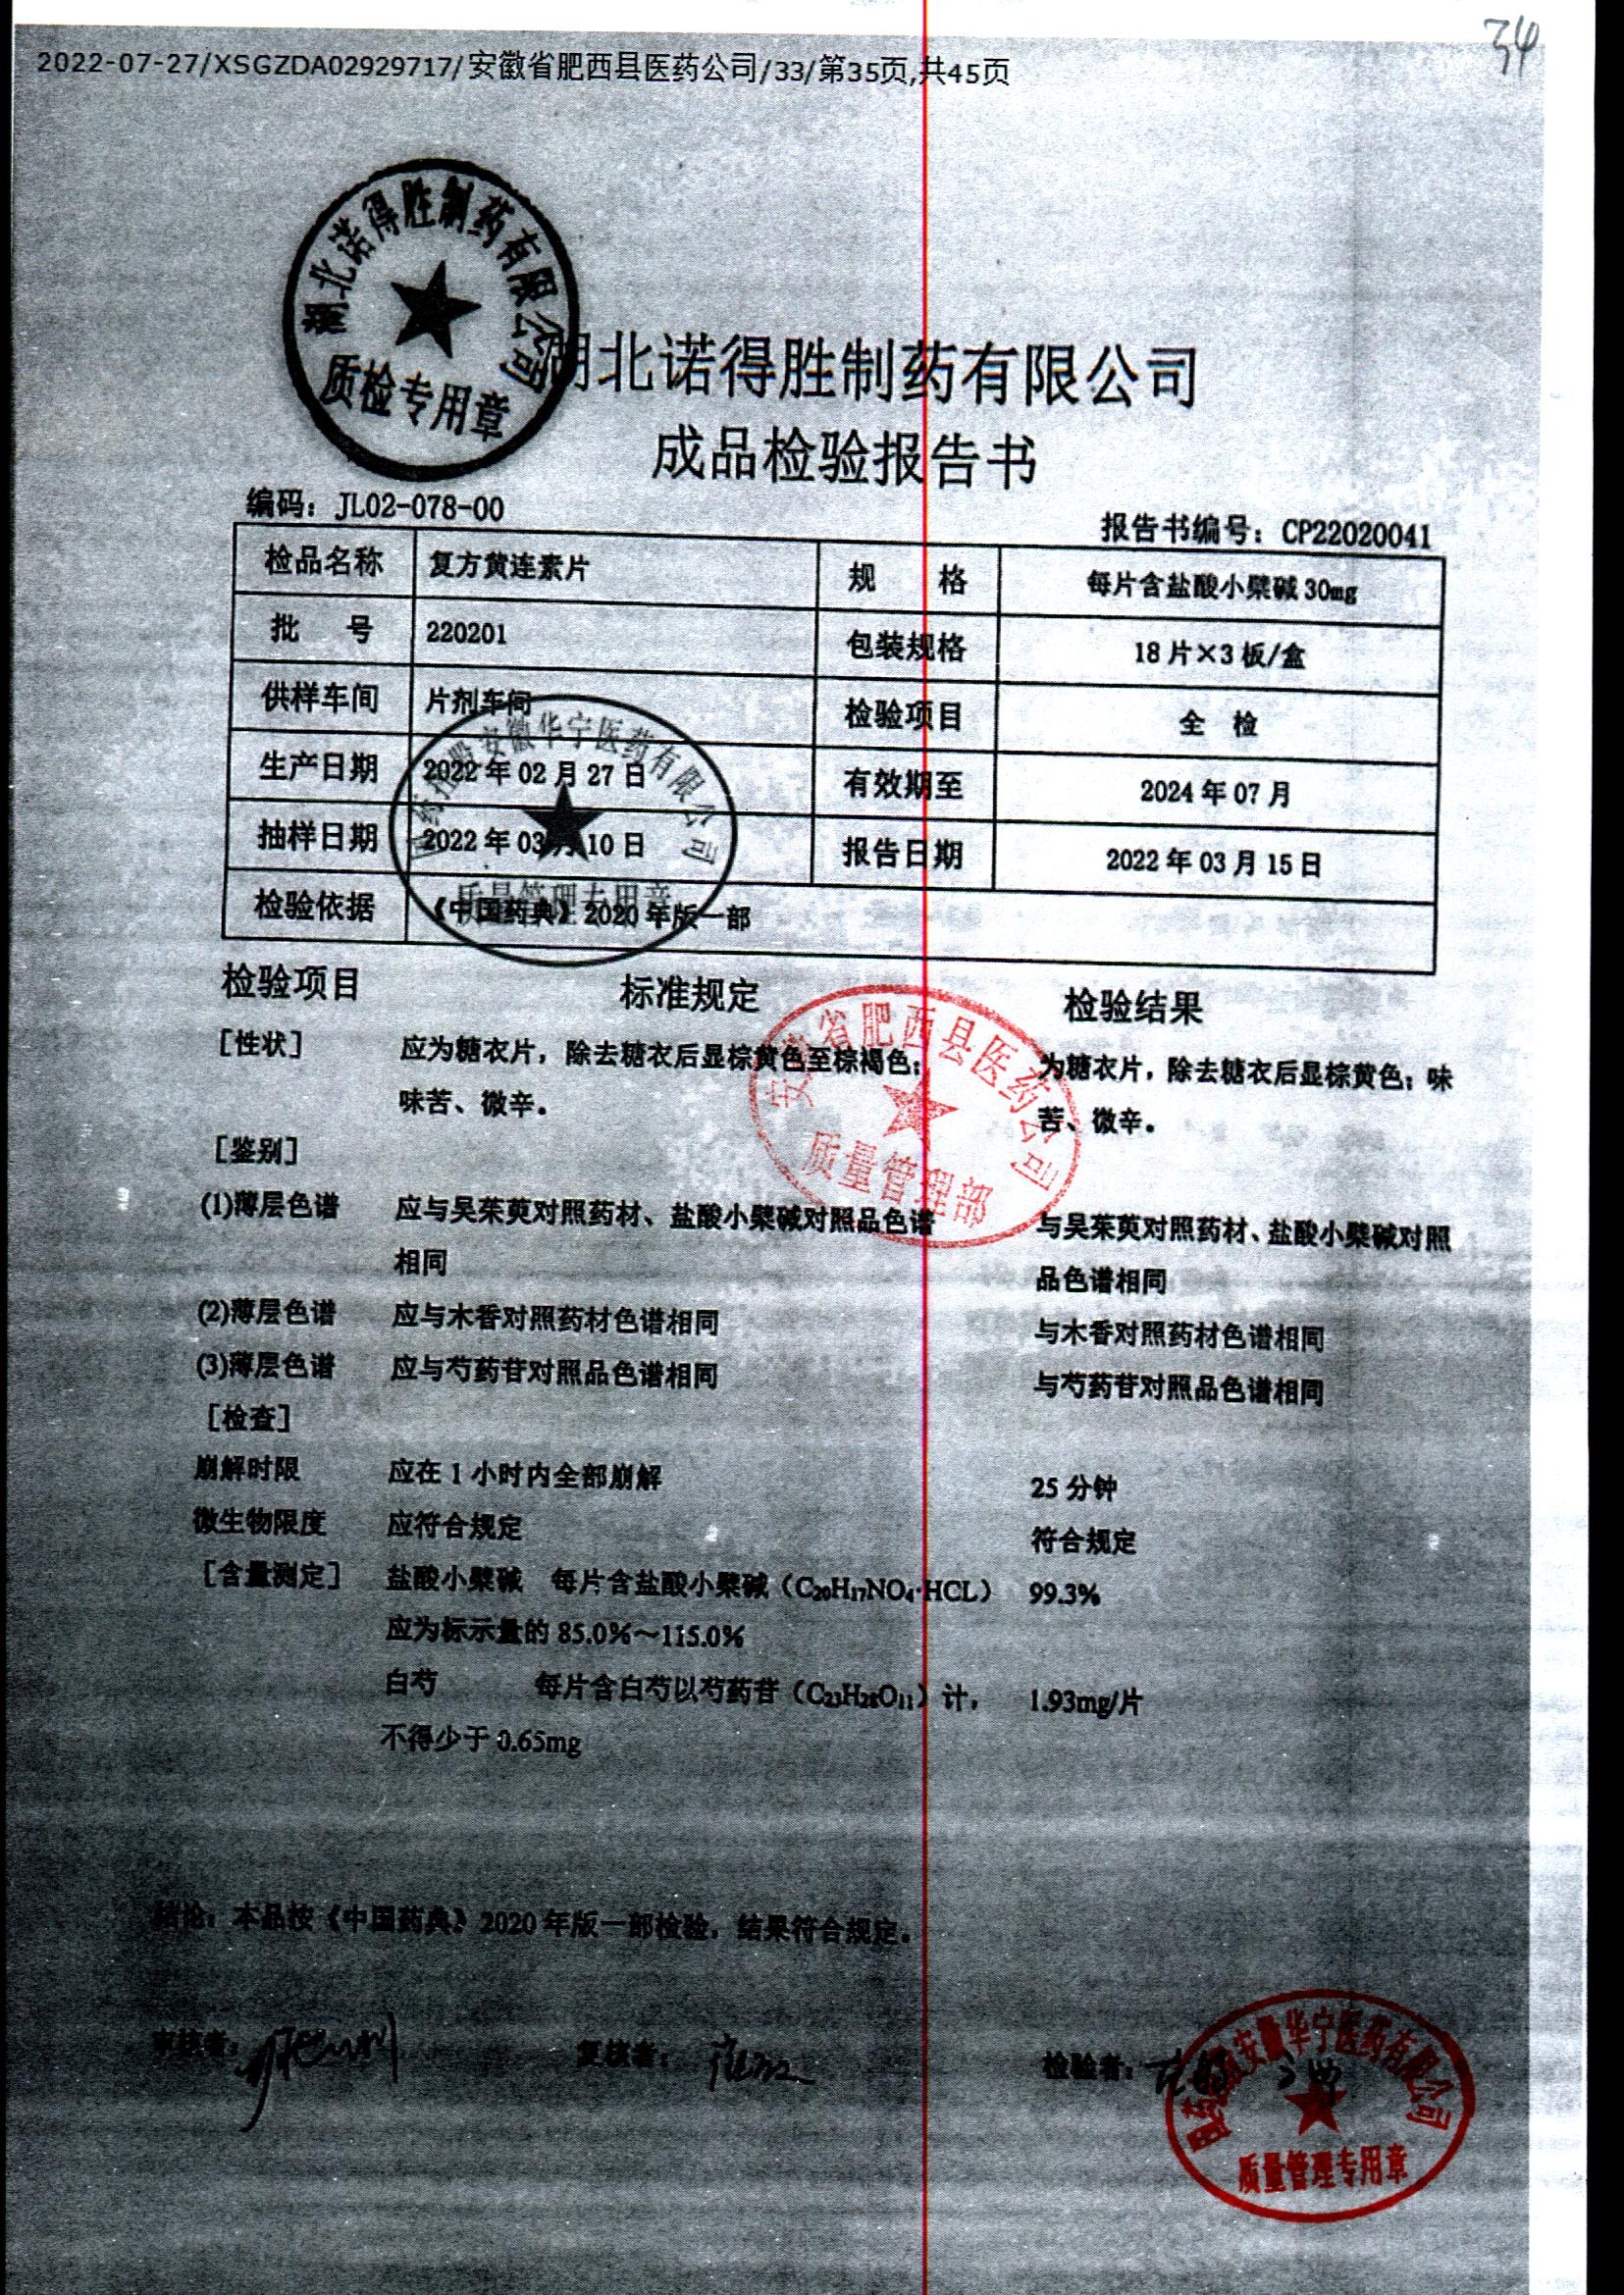 34
2022-07-27/XSGZDA02929717/安徽省肥西县医药公司/33/第35页,共45页
湖北诺得胜制药有限公司
质检专用章
湖北诺得胜制药有限公司
成品检验报告书
编码：JL02-078-00
报告书编号：CP22020041
检品名称 复方黄连素片 规 格 每片含盐酸小檗碱30mg
批 号 220201 包装规格 18片×3板/盒
供样车间 片剂车间 检验项目 全 检
生产日期 2022年02月27日 有效期至 2024年07月
抽样日期 2022年03月10日 报告日期 2022年03月15日
检验依据 《中国药典》2020年版一部
国药控股安徽华宁医药有限公司
质量管理专用章
检验项目 标准规定 检验结果
安徽省肥西县医药公司
质量管理部
［性状］ 应为糖衣片，除去糖衣后显棕黄色至棕褐色； 为糖衣片，除去糖衣后显棕黄色；味
味苦、微辛。 苦、微辛。
［鉴别］
(1)薄层色谱 应与吴茱萸对照药材、盐酸小檗碱对照品色谱 与吴茱萸对照药材、盐酸小檗碱对照
相同 品色谱相同
(2)薄层色谱 应与木香对照药材色谱相同 与木香对照药材色谱相同
(3)薄层色谱 应与芍药苷对照品色谱相同 与芍药苷对照品色谱相同
［检查］
崩解时限 应在1小时内全部崩解 25分钟
微生物限度 应符合规定 符合规定
［含量测定］ 盐酸小檗碱 每片含盐酸小檗碱（C₂₀H₁₇NO₄·HCL） 99.3%
应为标示量的85.0%～115.0%
白芍 每片含白芍以芍药苷（C₂₃H₂₈O₁₁）计， 1.93mg/片
不得少于0.65mg
结论：本品按《中国药典》2020年版一部检验，结果符合规定。
审核者： 复核者： 检验者：
国药控股安徽华宁医药有限公司
质量管理专用章